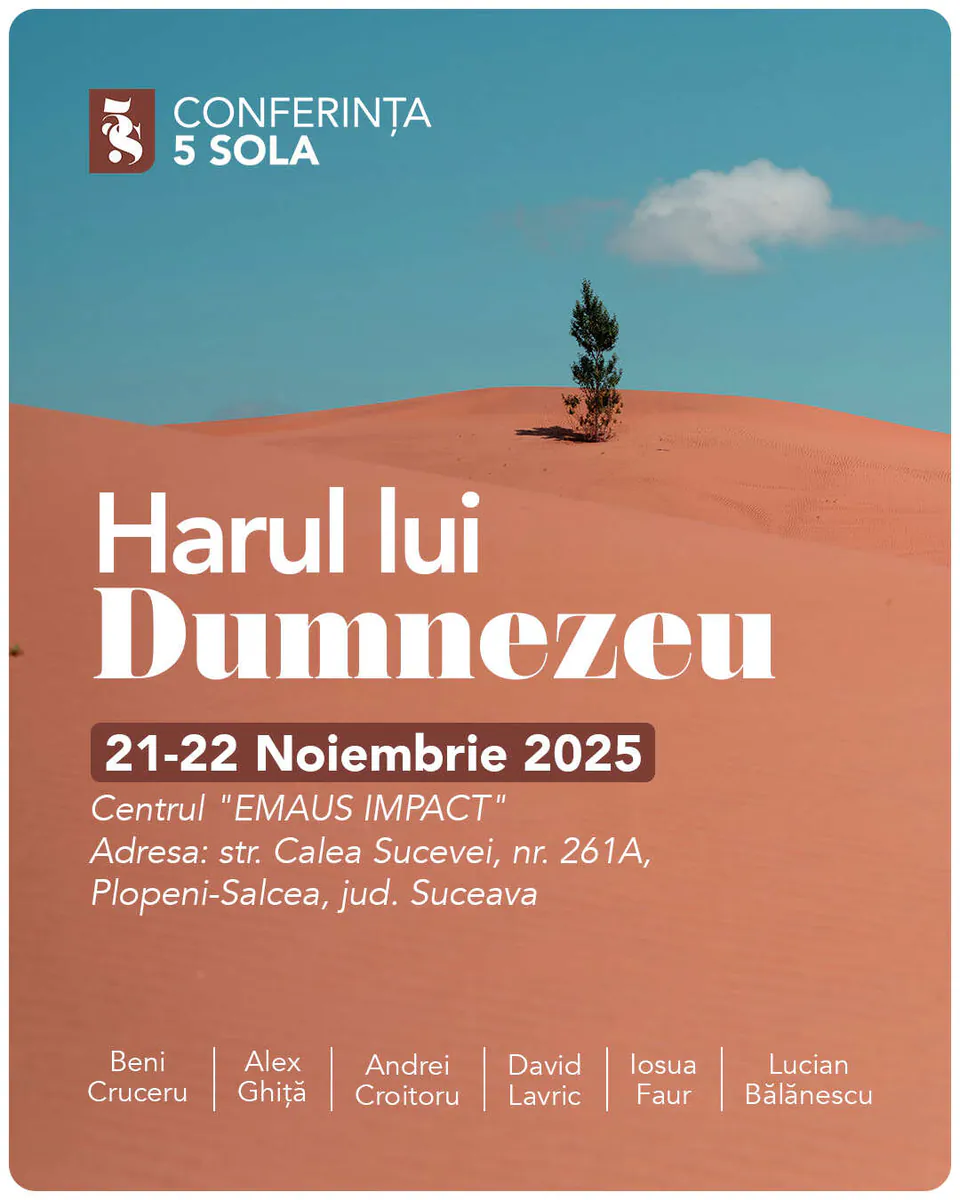 5S
CONFERINȚA
5 SOLA
Harul lui
Dumnezeu
21-22 Noiembrie 2025
Centrul "EMAUS IMPACT"
Adresa: str. Calea Sucevei, nr. 261A,
Plopeni-Salcea, jud. Suceava
Beni
Cruceru
Alex
Ghiță
Andrei
Croitoru
David
Lavric
Iosua
Faur
Lucian
Bălănescu